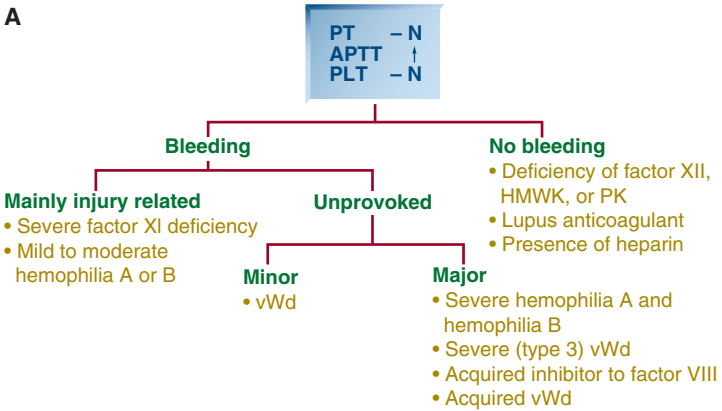 A
PT – N
APTT ↑
PLT – N
Bleeding
No bleeding
• Deficiency of factor XII,
HMWK, or PK
• Lupus anticoagulant
• Presence of heparin
Mainly injury related
• Severe factor XI deficiency
• Mild to moderate
hemophilia A or B
Unprovoked
Minor
• vWd
Major
• Severe hemophilia A and
hemophilia B
• Severe (type 3) vWd
• Acquired inhibitor to factor VIII
• Acquired vWd